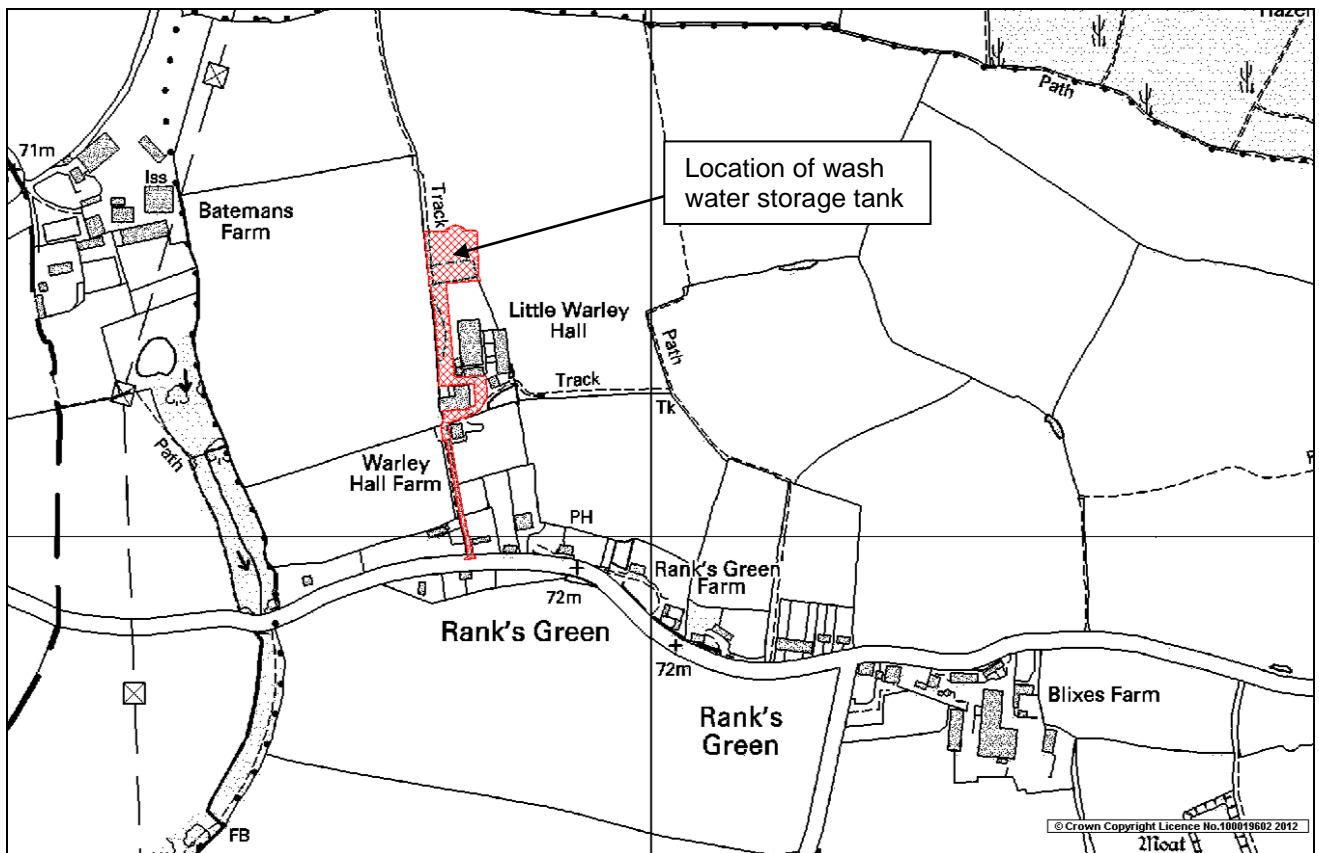 Hazel
Path
71m
Iss
Batemans
Farm
Track
Location of wash
water storage tank
Little Warley
Hall
Path
Track
Tk
Path
Warley
Hall Farm
PH
Rank's Green
Farm
72m
Rank's Green
72m
Blixes Farm
Rank's
Green
FB
© Crown Copyright Licence No.100019602 2012
Moat